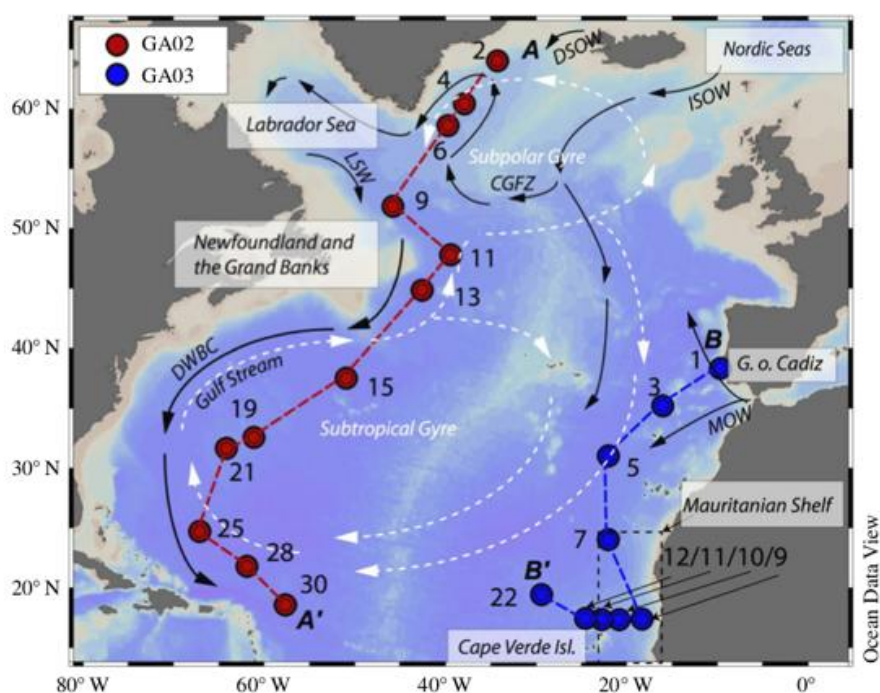 GA02
GA03
2
A
DSOW
Nordic Seas
4
ISOW
60° N
Labrador Sea
6
Subpolar Gyre
LSW
CGFZ
9
50° N
Newfoundland and
the Grand Banks
11
13
40° N
DWBC
Gulf Stream
15
B
1
G. o. Cadiz
3
MOW
19
Subtropical Gyre
21
30° N
5
25
7
Mauritanian Shelf
28
12/11/10/9
30
B'
20° N
22
A'
Cape Verde Isl.
80° W
60° W
40° W
20° W
0°
Ocean Data View